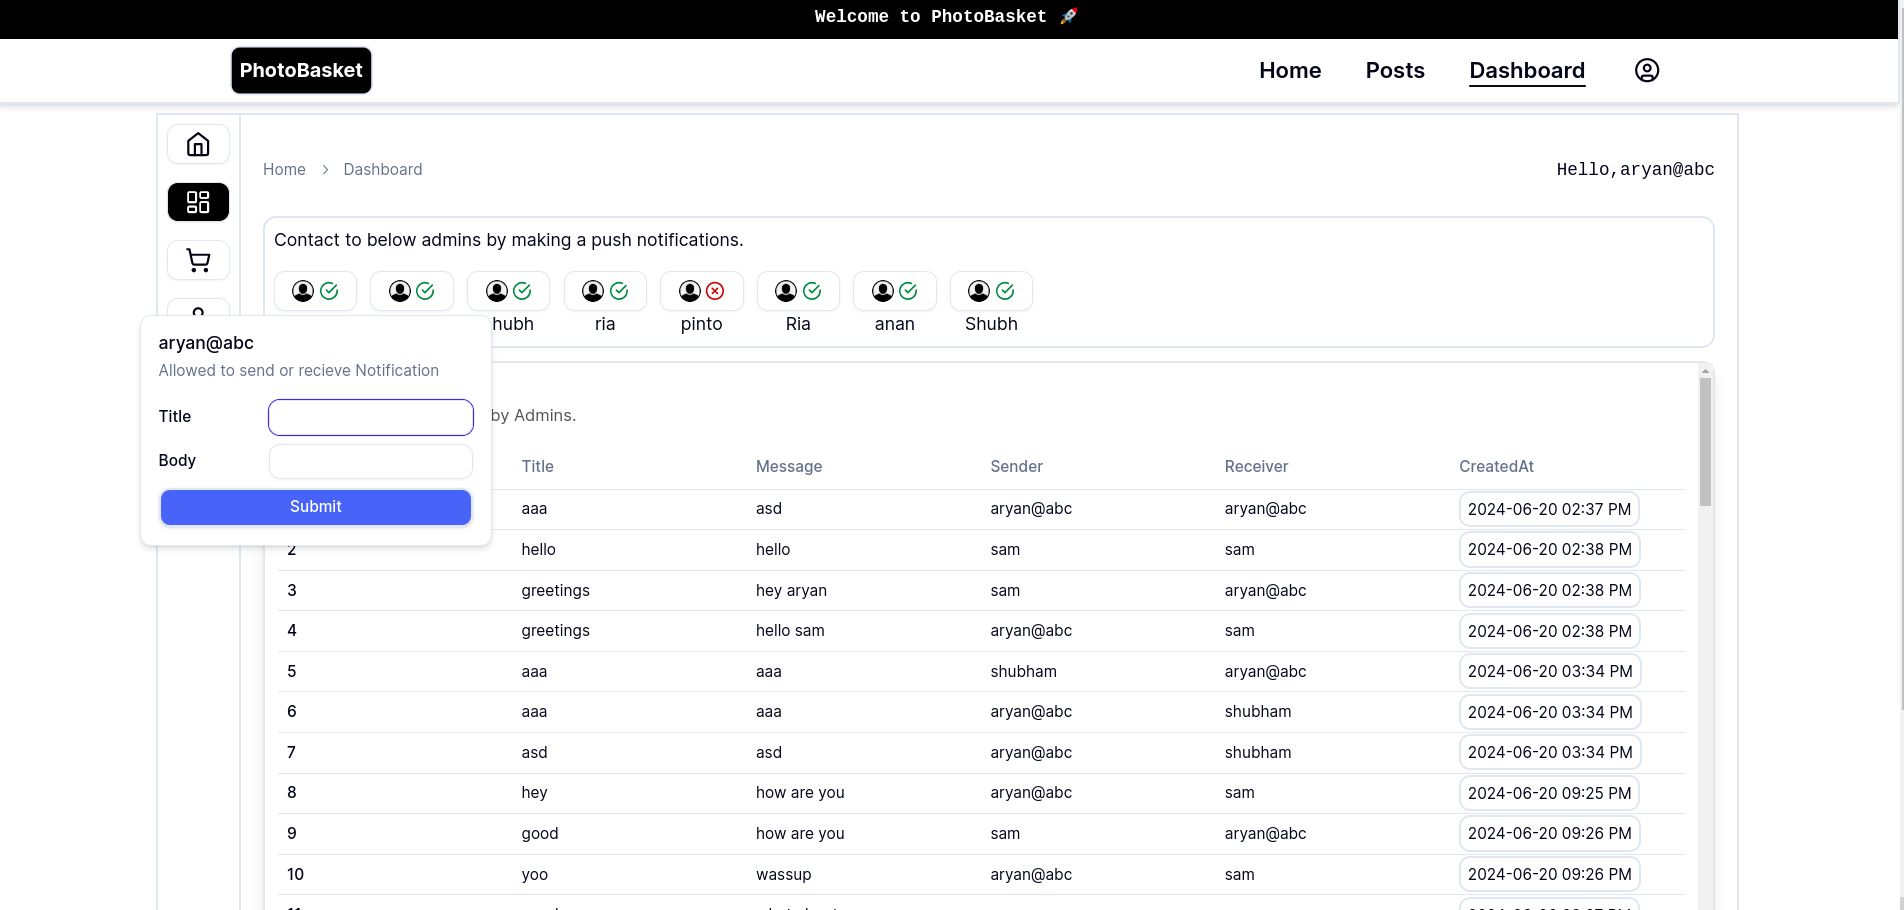 Welcome to PhotoBasket 🚀
PhotoBasket
Home Posts Dashboard
Home > Dashboard
Hello,aryan@abc
Contact to below admins by making a push notifications.
hubh ria pinto Ria anan Shubh
aryan@abc
Allowed to send or recieve Notification
Title
Body
Submit
by Admins.
Title Message Sender Receiver CreatedAt
aaa asd aryan@abc aryan@abc 2024-06-20 02:37 PM
2 hello hello sam sam 2024-06-20 02:38 PM
3 greetings hey aryan sam aryan@abc 2024-06-20 02:38 PM
4 greetings hello sam aryan@abc sam 2024-06-20 02:38 PM
5 aaa aaa shubham aryan@abc 2024-06-20 03:34 PM
6 aaa aaa aryan@abc shubham 2024-06-20 03:34 PM
7 asd asd aryan@abc shubham 2024-06-20 03:34 PM
8 hey how are you aryan@abc sam 2024-06-20 09:25 PM
9 good how are you sam aryan@abc 2024-06-20 09:26 PM
10 yoo wassup aryan@abc sam 2024-06-20 09:26 PM